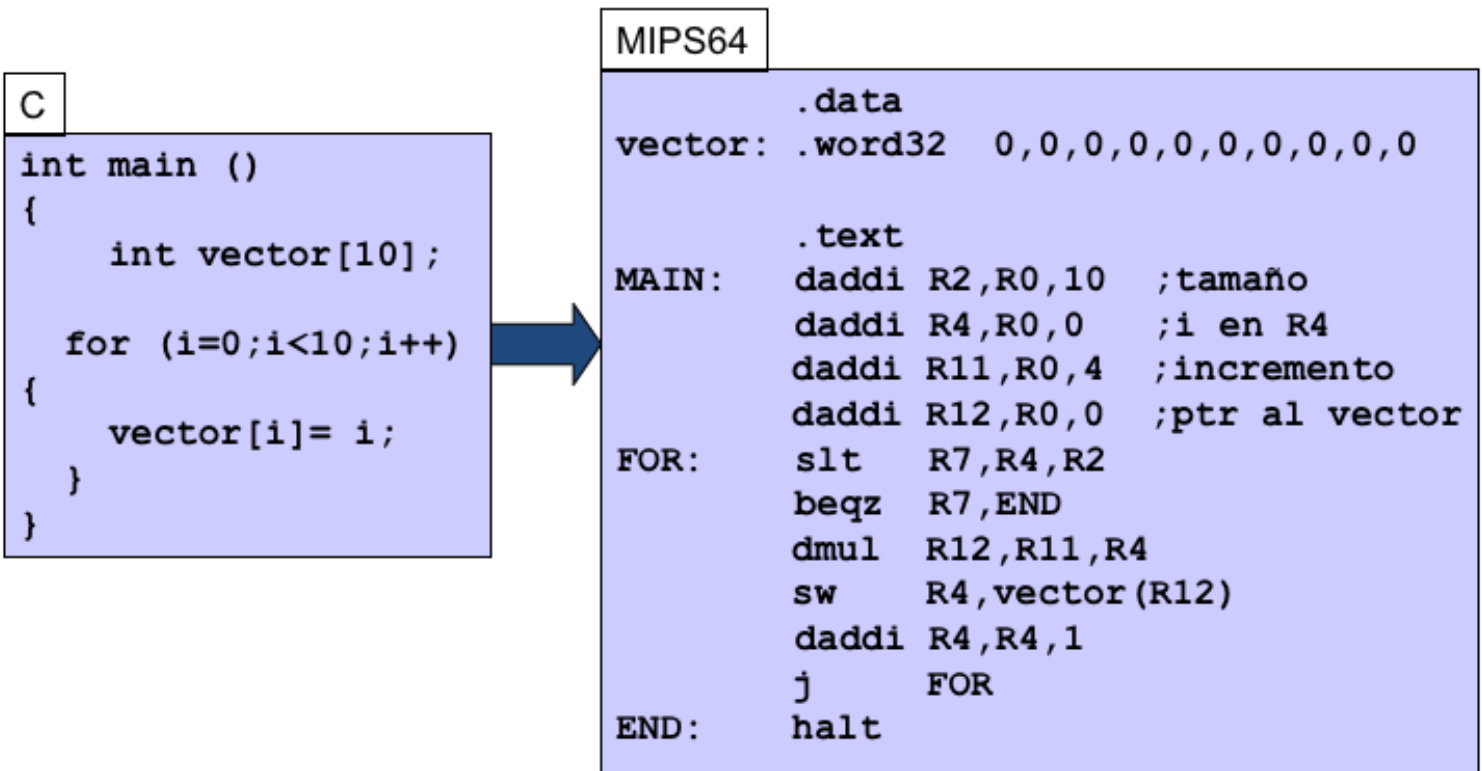 C
int main ()
{
int vector[10];
for (i=0;i<10;i++)
{
vector[i]= i;
}
}
MIPS64
.data
vector: .word32 0,0,0,0,0,0,0,0,0,0
.text
MAIN: daddi R2,R0,10 ;tamaño
daddi R4,R0,0 ;i en R4
daddi R11,R0,4 ;incremento
daddi R12,R0,0 ;ptr al vector
FOR: slt R7,R4,R2
beqz R7,END
dmul R12,R11,R4
sw R4,vector(R12)
daddi R4,R4,1
j FOR
END: halt